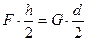 F · h/2 = G · d/2